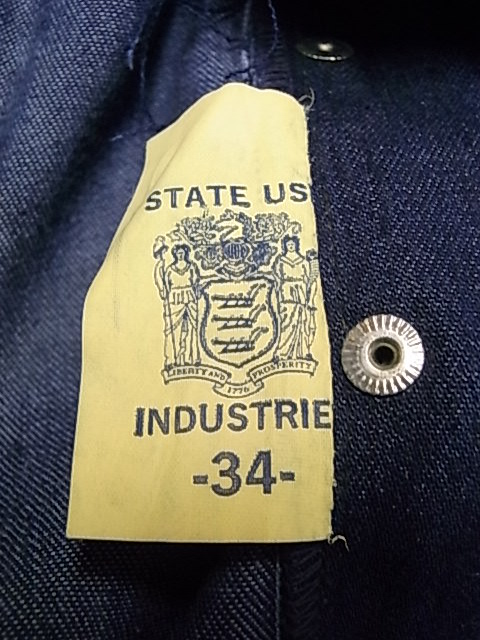 STATE US
LIBERTY AND PROSPERITY
1776
INDUSTRIE
-34-